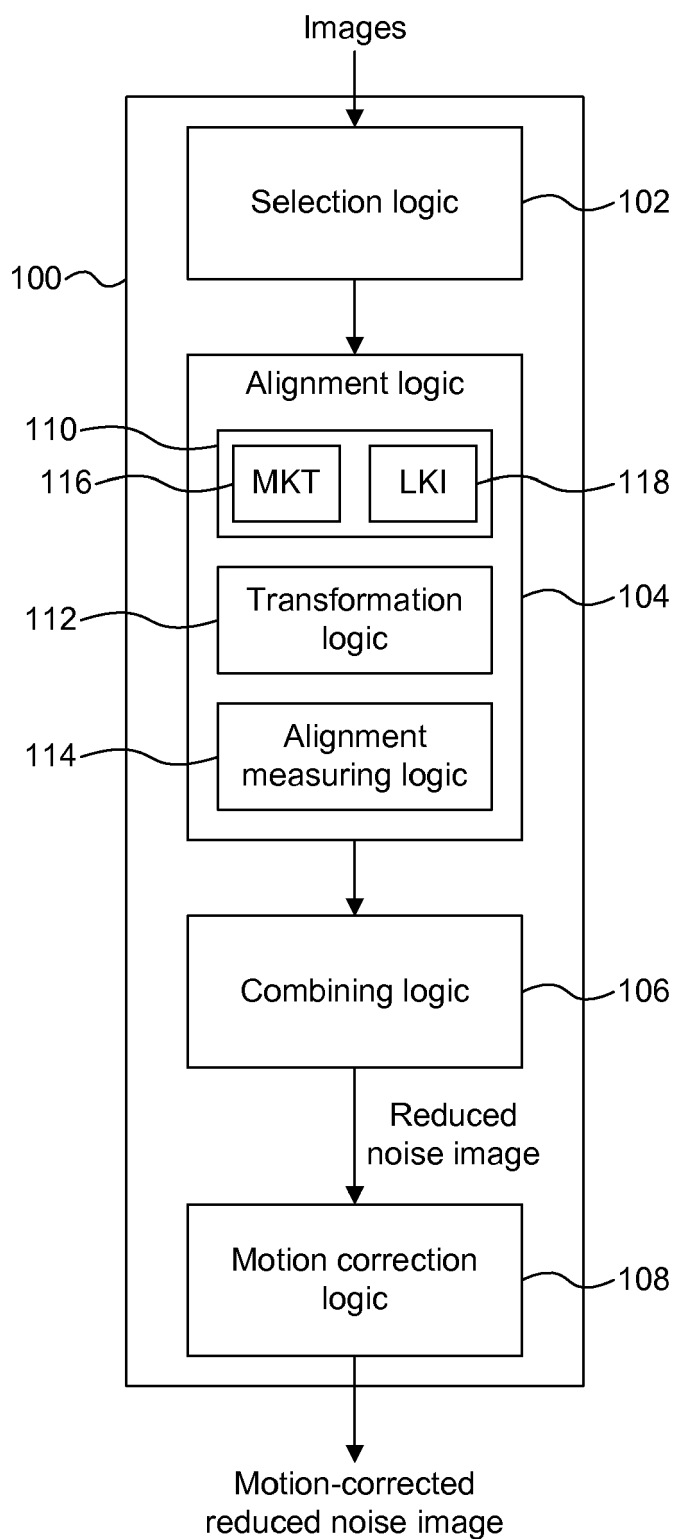 Images
Selection logic
102
100
Alignment logic
110
116
MKT
LKI
118
112
Transformation
logic
104
114
Alignment
measuring logic
Combining logic
106
Reduced
noise image
Motion correction
logic
108
Motion-corrected
reduced noise image